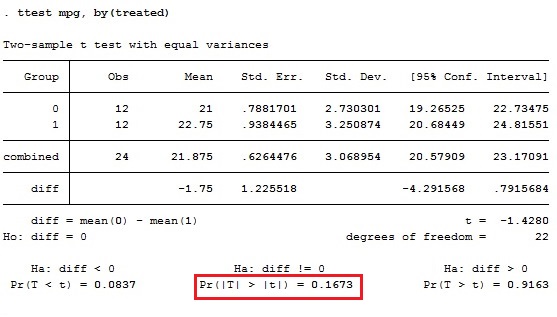 . ttest mpg, by(treated)
Two-sample t test with equal variances
Group Obs Mean Std. Err. Std. Dev. [95% Conf. Interval]
0 12 21 .7881701 2.730301 19.26525 22.73475
1 12 22.75 .9384465 3.250874 20.68449 24.81551
combined 24 21.875 .6264476 3.068954 20.57909 23.17091
diff -1.75 1.225518 -4.291568 .7915684
diff = mean(0) - mean(1) t = -1.4280
Ho: diff = 0 degrees of freedom = 22
Ha: diff < 0 Ha: diff != 0 Ha: diff > 0
Pr(T < t) = 0.0837 Pr(|T| > |t|) = 0.1673 Pr(T > t) = 0.9163